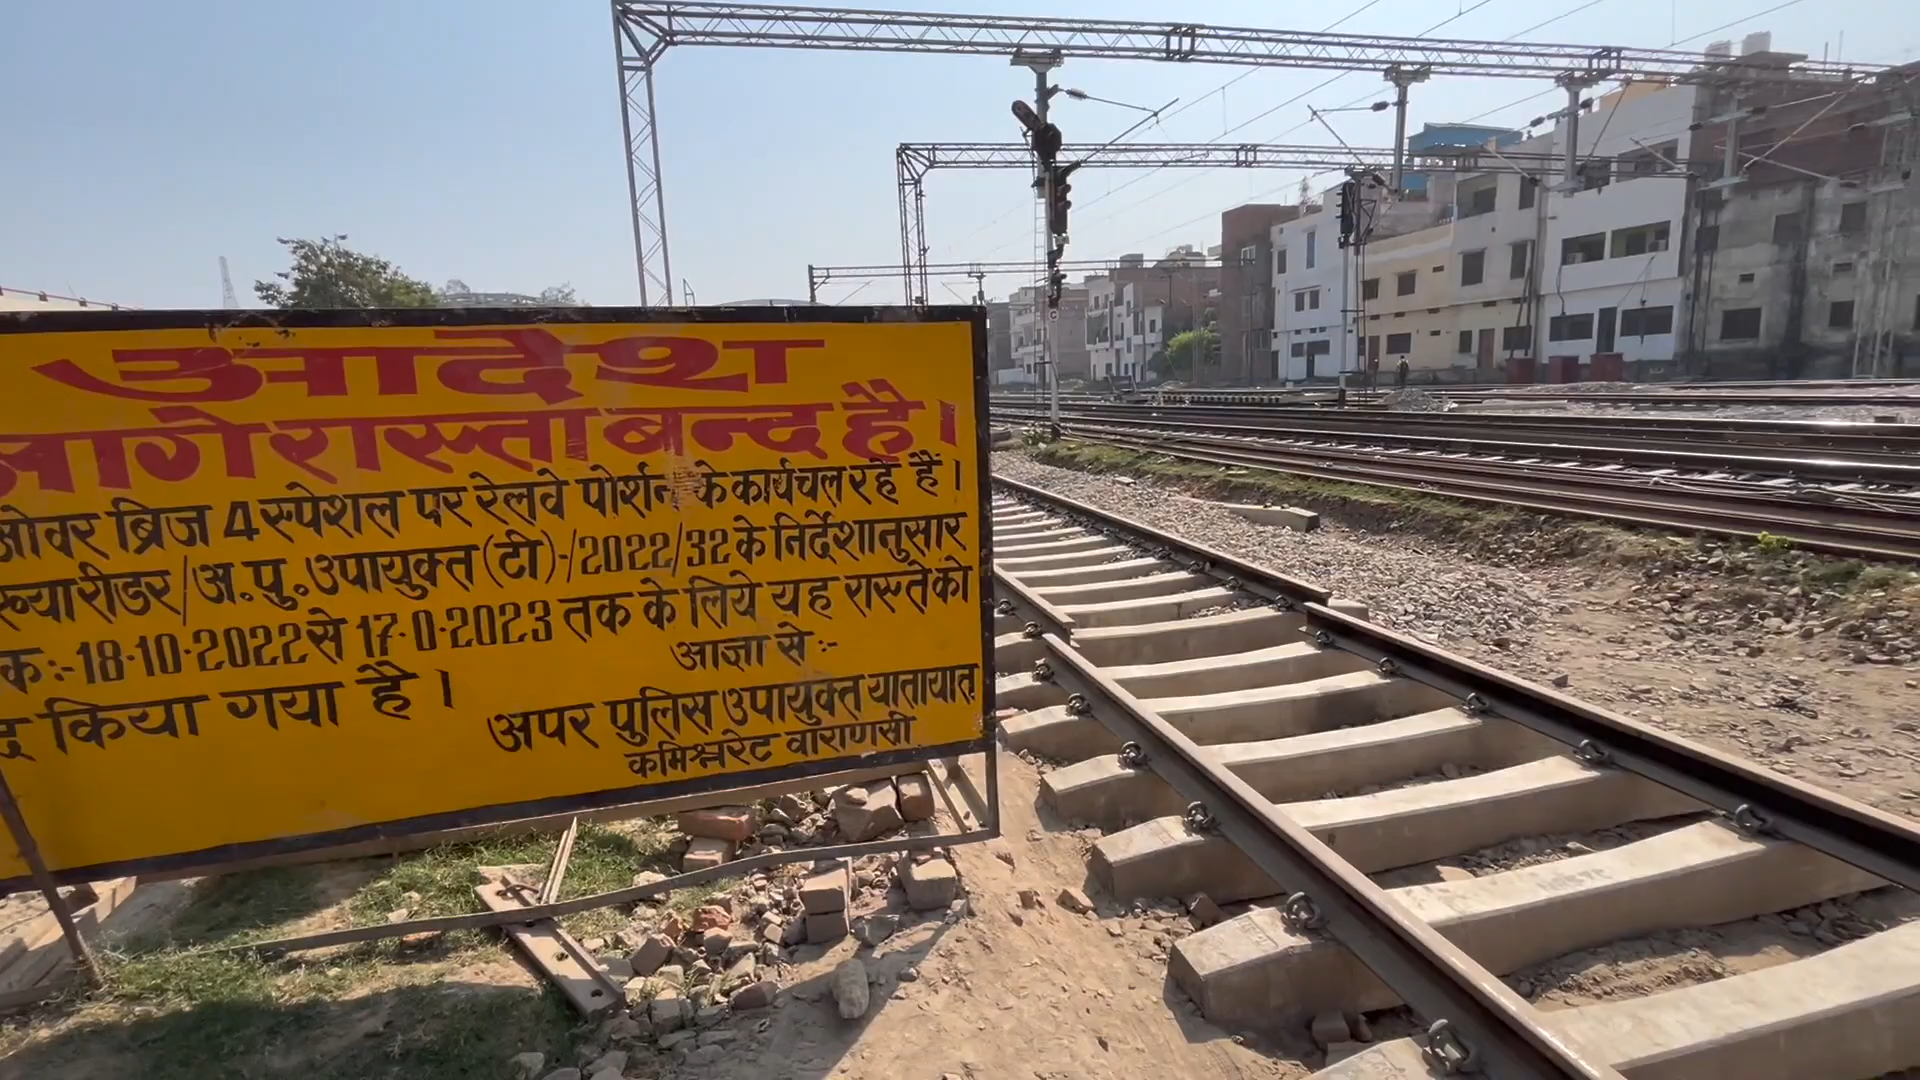 आदेश
आगे रास्ता बन्द है।
ओवर ब्रिज 4 स्पेशल पर रेलवे पोर्शन के कार्य चल रहे हैं।
/अ.पु.उपायुक्त (टी)-/2022/32 के निर्देशानुसार
क:-18-10-2022 से 17-0-2023 तक के लिये यह रास्ते को
द किया गया है।
आज्ञा से:-
अपर पुलिस उपायुक्त यातायात
कमिश्नरेट वाराणसी